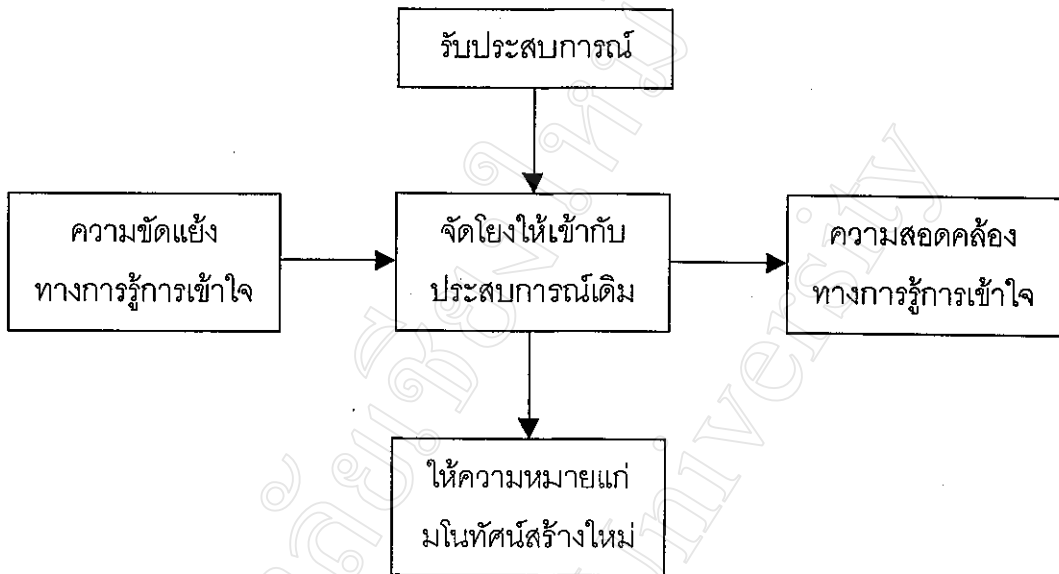 รับประสบการณ์
ความขัดแย้ง
ทางการรู้การเข้าใจ
จัดโยงให้เข้ากับ
ประสบการณ์เดิม
ความสอดคล้อง
ทางการรู้การเข้าใจ
ให้ความหมายแก่
มโนทัศน์สร้างใหม่
University